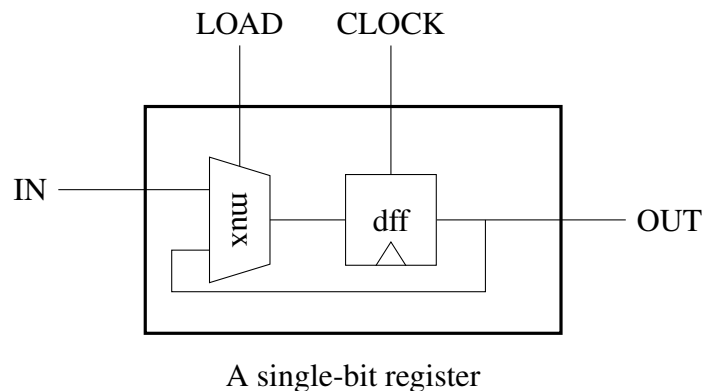 LOAD CLOCK
IN
mux
dff
OUT
A single-bit register